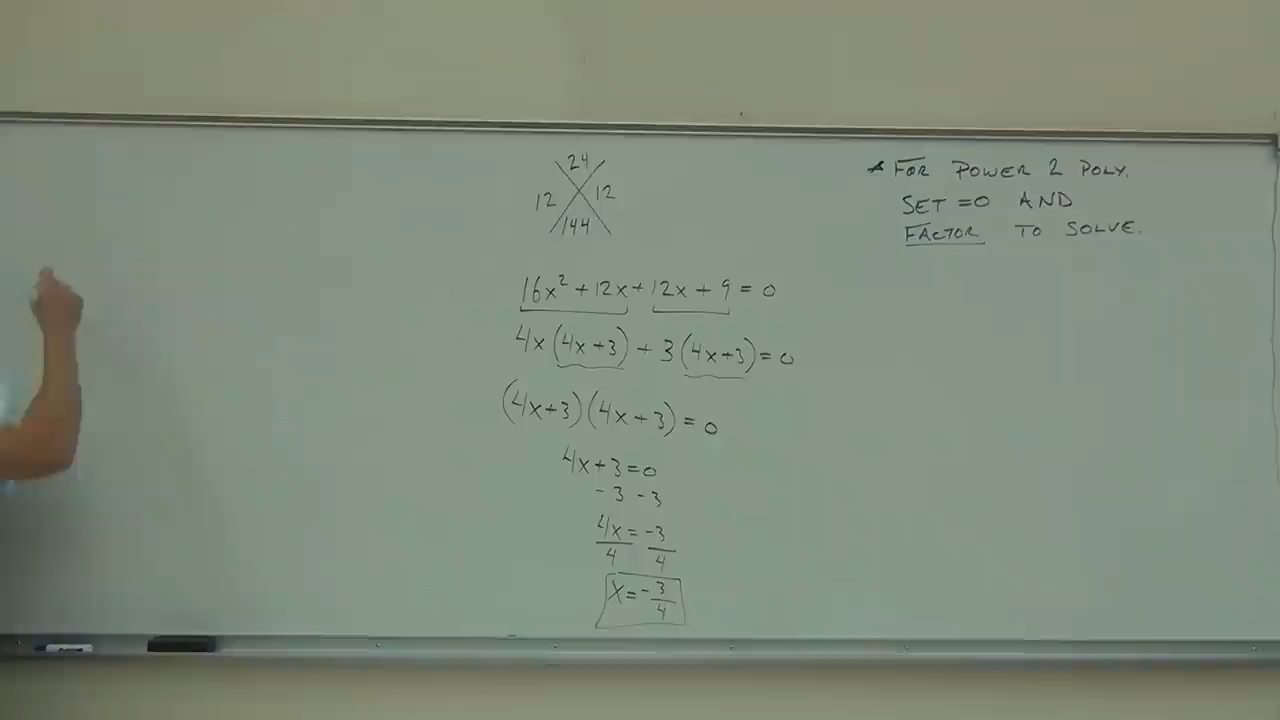 24
12 12
144
16x² + 12x + 12x + 9 = 0
4x (4x + 3) + 3 (4x + 3) = 0
(4x + 3) (4x + 3) = 0
4x + 3 = 0
- 3 - 3
4x = -3
4 4
x = - 3/4
* FOR POWER 2 POLY.
SET = 0 AND
FACTOR TO SOLVE.